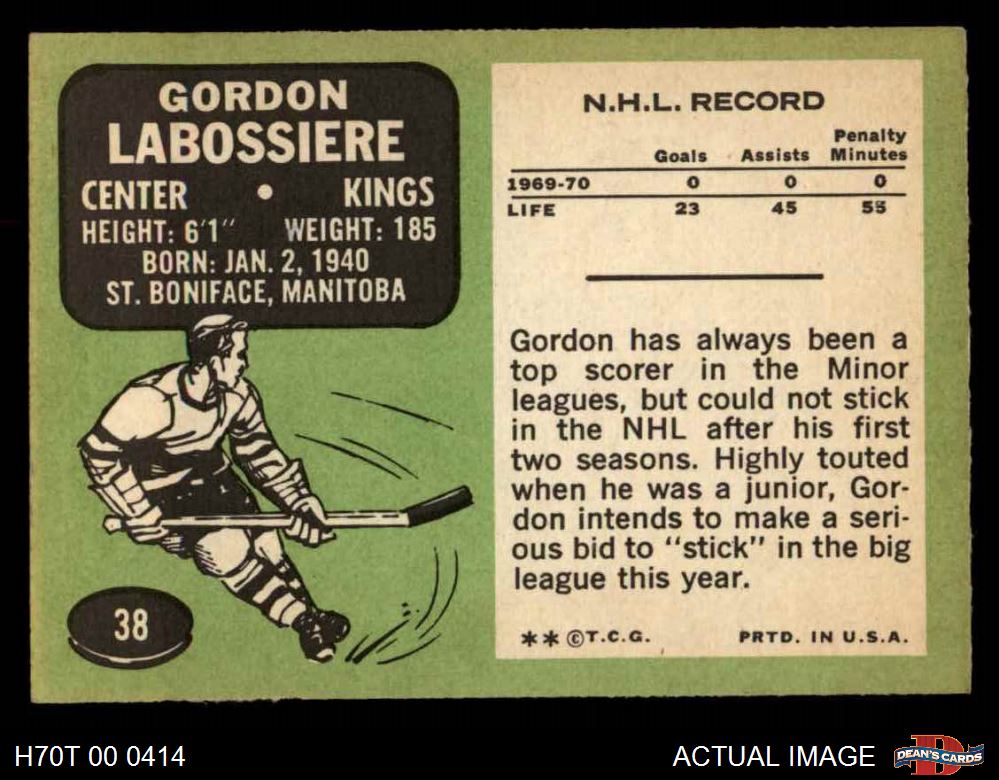 GORDON
LABOSSIERE
CENTER • KINGS
HEIGHT: 6'1" WEIGHT: 185
BORN: JAN. 2, 1940
ST. BONIFACE, MANITOBA
38
N.H.L. RECORD
Goals Assists Penalty Minutes
1969-70 0 0 0
LIFE 23 45 55
Gordon has always been a
top scorer in the Minor
leagues, but could not stick
in the NHL after his first
two seasons. Highly touted
when he was a junior, Gor-
don intends to make a seri-
ous bid to "stick" in the big
league this year.
** ©T.C.G. PRTD. IN U.S.A.
H70T 00 0414
ACTUAL IMAGE
D
DEAN'S CARDS